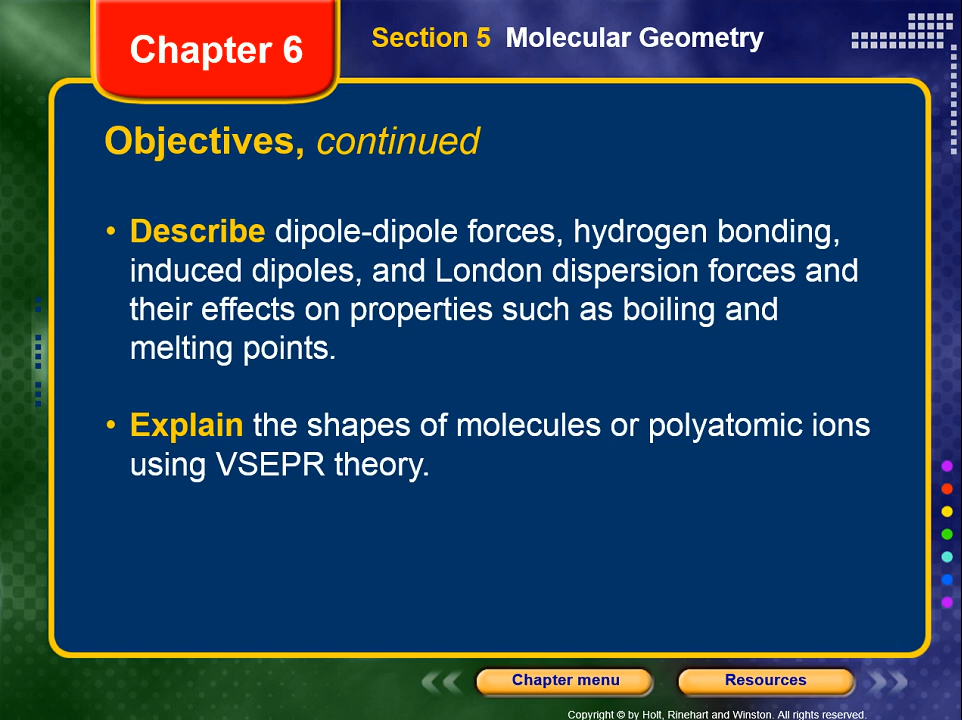 Chapter 6
Section 5 Molecular Geometry
Objectives, continued
• Describe dipole-dipole forces, hydrogen bonding,
induced dipoles, and London dispersion forces and
their effects on properties such as boiling and
melting points.
• Explain the shapes of molecules or polyatomic ions
using VSEPR theory.
Chapter menu
Resources
Copyright © by Holt, Rinehart and Winston. All rights reserved.